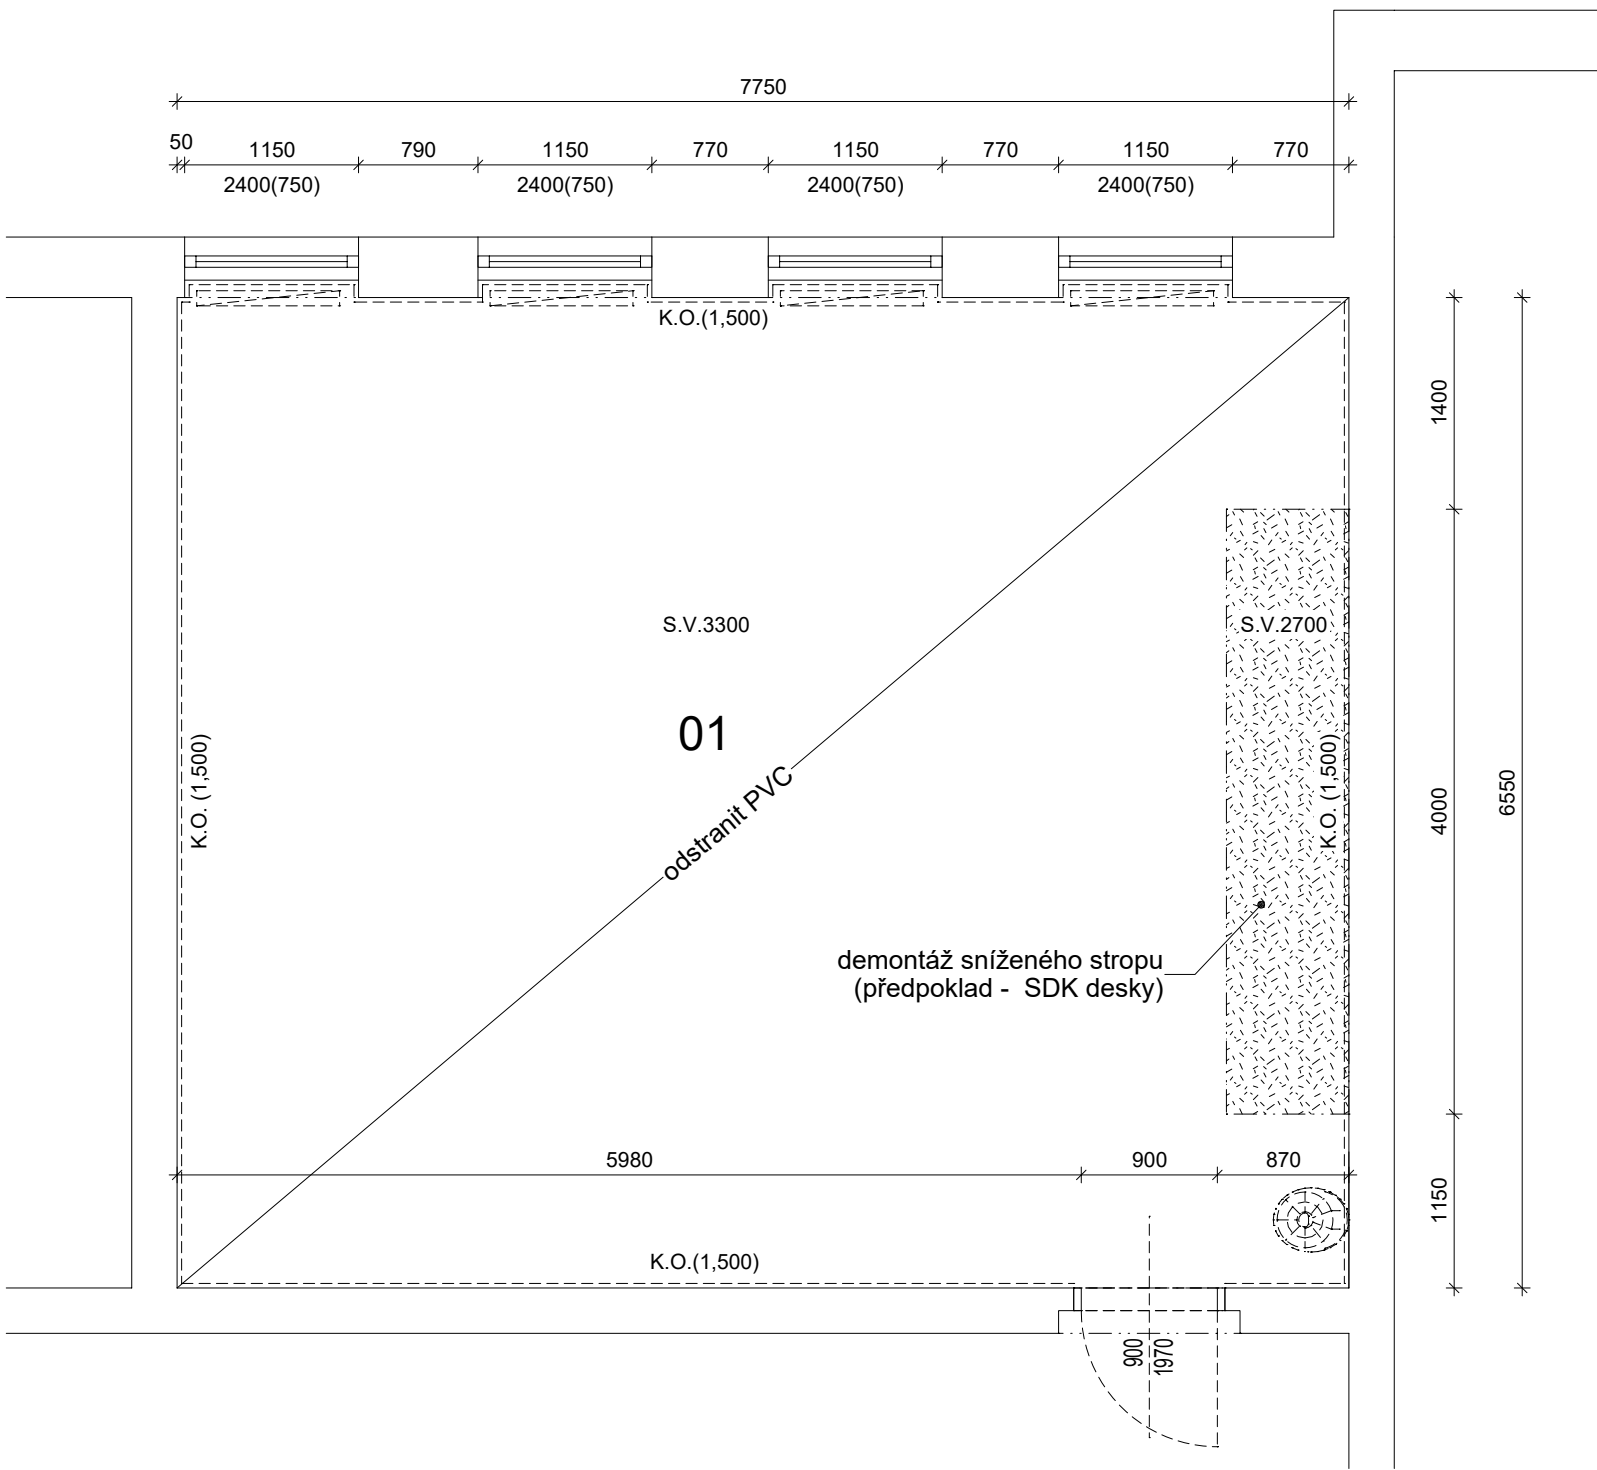 7750
50
1150
790
1150
770
1150
770
1150
770
2400(750)
2400(750)
2400(750)
2400(750)
K.O.(1,500)
1400
S.V.3300
S.V.2700
01
K.O. (1,500)
K.O. (1,500)
odstranit PVC
4000
6550
demontáž sníženého stropu
(předpoklad - SDK desky)
5980
900
870
1150
K.O.(1,500)
900
1970